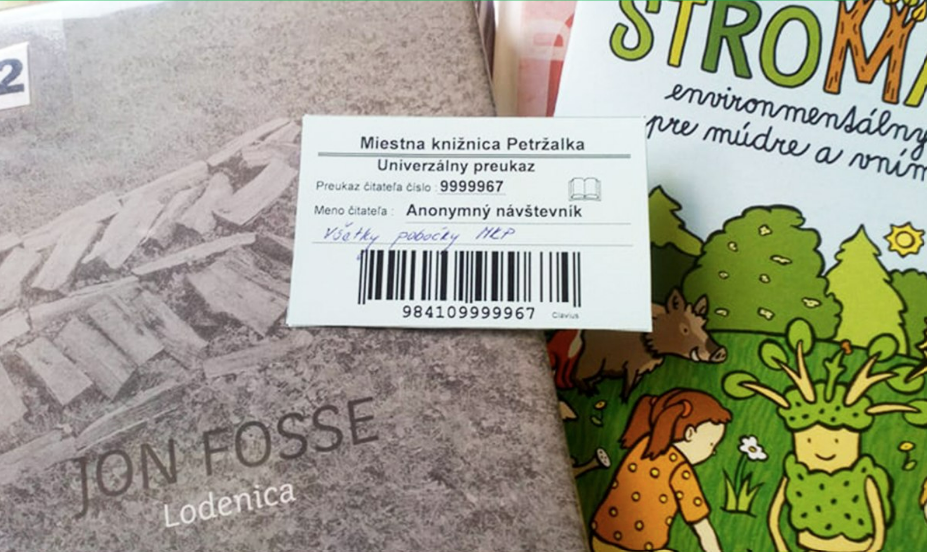 2
STROM
environmentálny
pre múdre a vním
Miestna knižnica Petržalka
Univerzálny preukaz
Preukaz čitateľa číslo : 9999967
Meno čitateľa : Anonymný návštevník
Všetky pobočky MKP
984109999967 Clavius
JON FOSSE
Lodenica